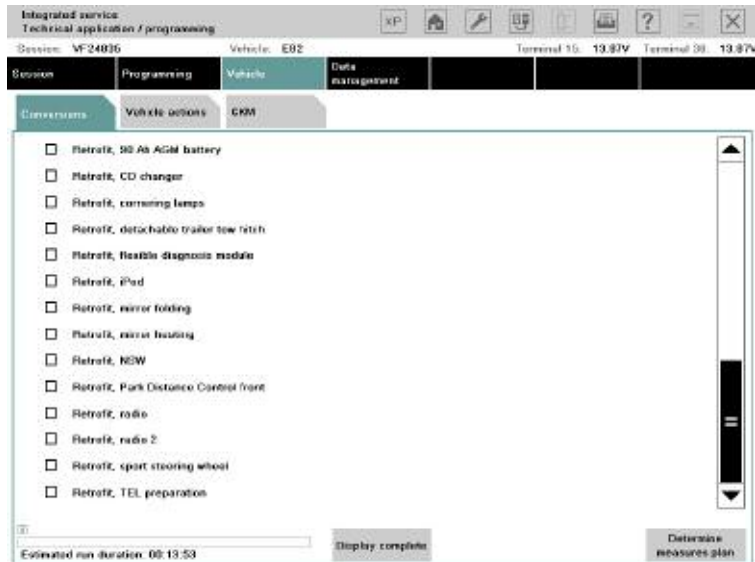 Integrated service
Technical application / programming
XP
?
Session: VF24036 Vehicle: E82 Terminal 15: 13.87V Terminal 30: 13.87V
Session Programming Vehicle Data management
Conversions Vehicle actions CKM
Retrofit, 90 Ah AGM battery
Retrofit, CD changer
Retrofit, cornering lamps
Retrofit, detachable trailer tow hitch
Retrofit, flexible diagnosis module
Retrofit, iPod
Retrofit, mirror folding
Retrofit, mirror heating
Retrofit, NSW
Retrofit, Park Distance Control front
Retrofit, radio
Retrofit, radio 2
Retrofit, sport steering wheel
Retrofit, TEL preparation
Estimated run duration: 00:13:53
Display complete
Determine
measures plan